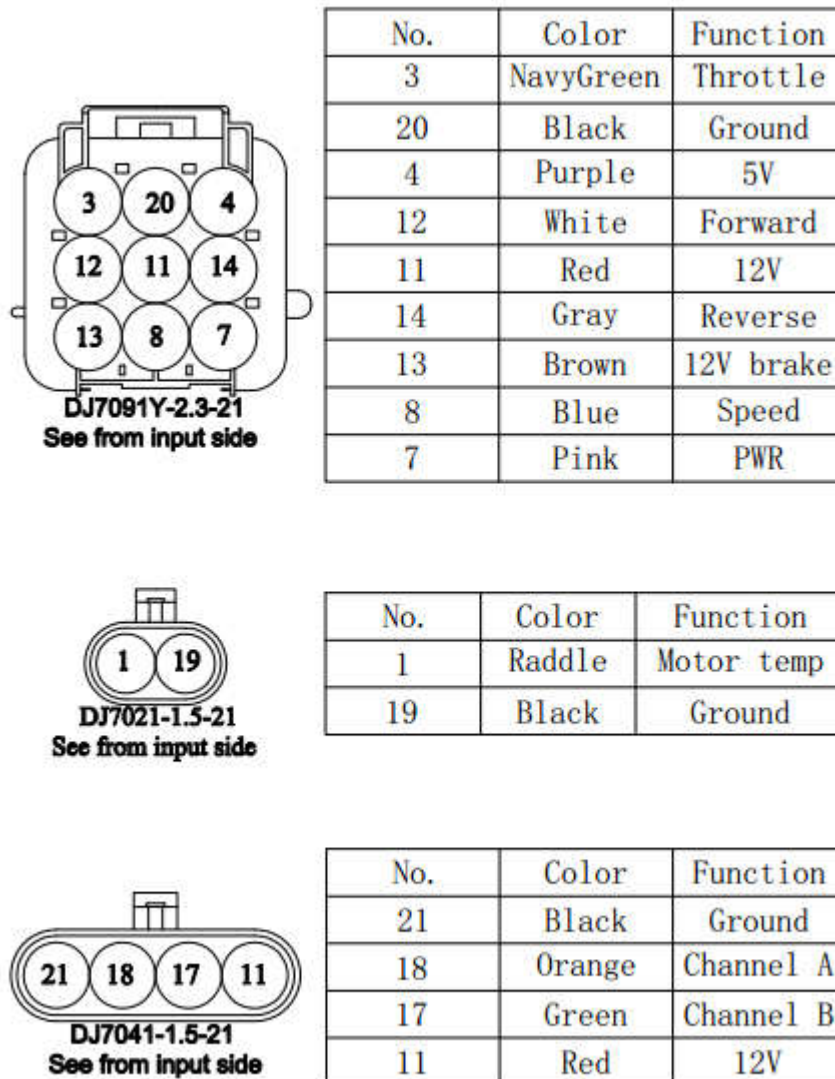 No. Color Function
3 NavyGreen Throttle
20 Black Ground
4 Purple 5V
12 White Forward
11 Red 12V
14 Gray Reverse
13 Brown 12V brake
8 Blue Speed
7 Pink PWR
3 20 4
12 11 14
13 8 7
DJ7091Y-2.3-21
See from input side
No. Color Function
1 Raddle Motor temp
19 Black Ground
1 19
DJ7021-1.5-21
See from input side
No. Color Function
21 Black Ground
18 Orange Channel A
17 Green Channel B
11 Red 12V
21 18 17 11
DJ7041-1.5-21
See from input side